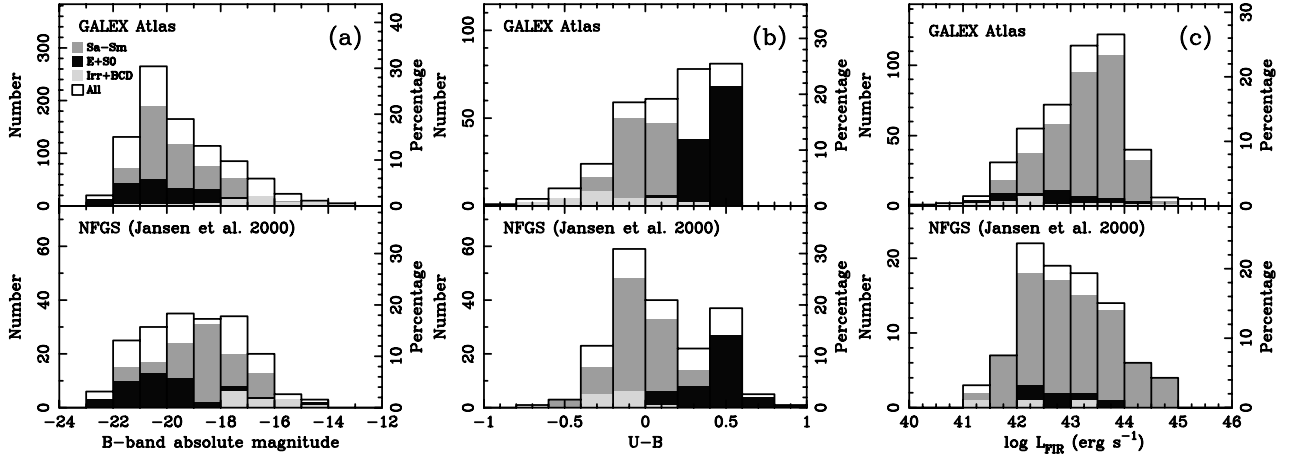 GALEX Atlas (a)
Sa-Sm
E+S0
Irr+BCD
All
Number
0 100 200 300
Percentage
0 10 20 30 40
NFGS (Jansen et al. 2000)
Number
0 20 40 60
Percentage
0 10 20 30
−24 −22 −20 −18 −16 −14 −12
B-band absolute magnitude
GALEX Atlas (b)
Number
0 50 100
Percentage
0 10 20 30
NFGS (Jansen et al. 2000)
Number
0 20 40 60
Percentage
0 10 20 30
−1 −0.5 0 0.5 1
U-B
GALEX Atlas (c)
Number
0 50 100
Percentage
0 10 20 30
NFGS (Jansen et al. 2000)
Number
0 10 20
Percentage
0 10 20
40 41 42 43 44 45 46
log L_FIR (erg s⁻¹)